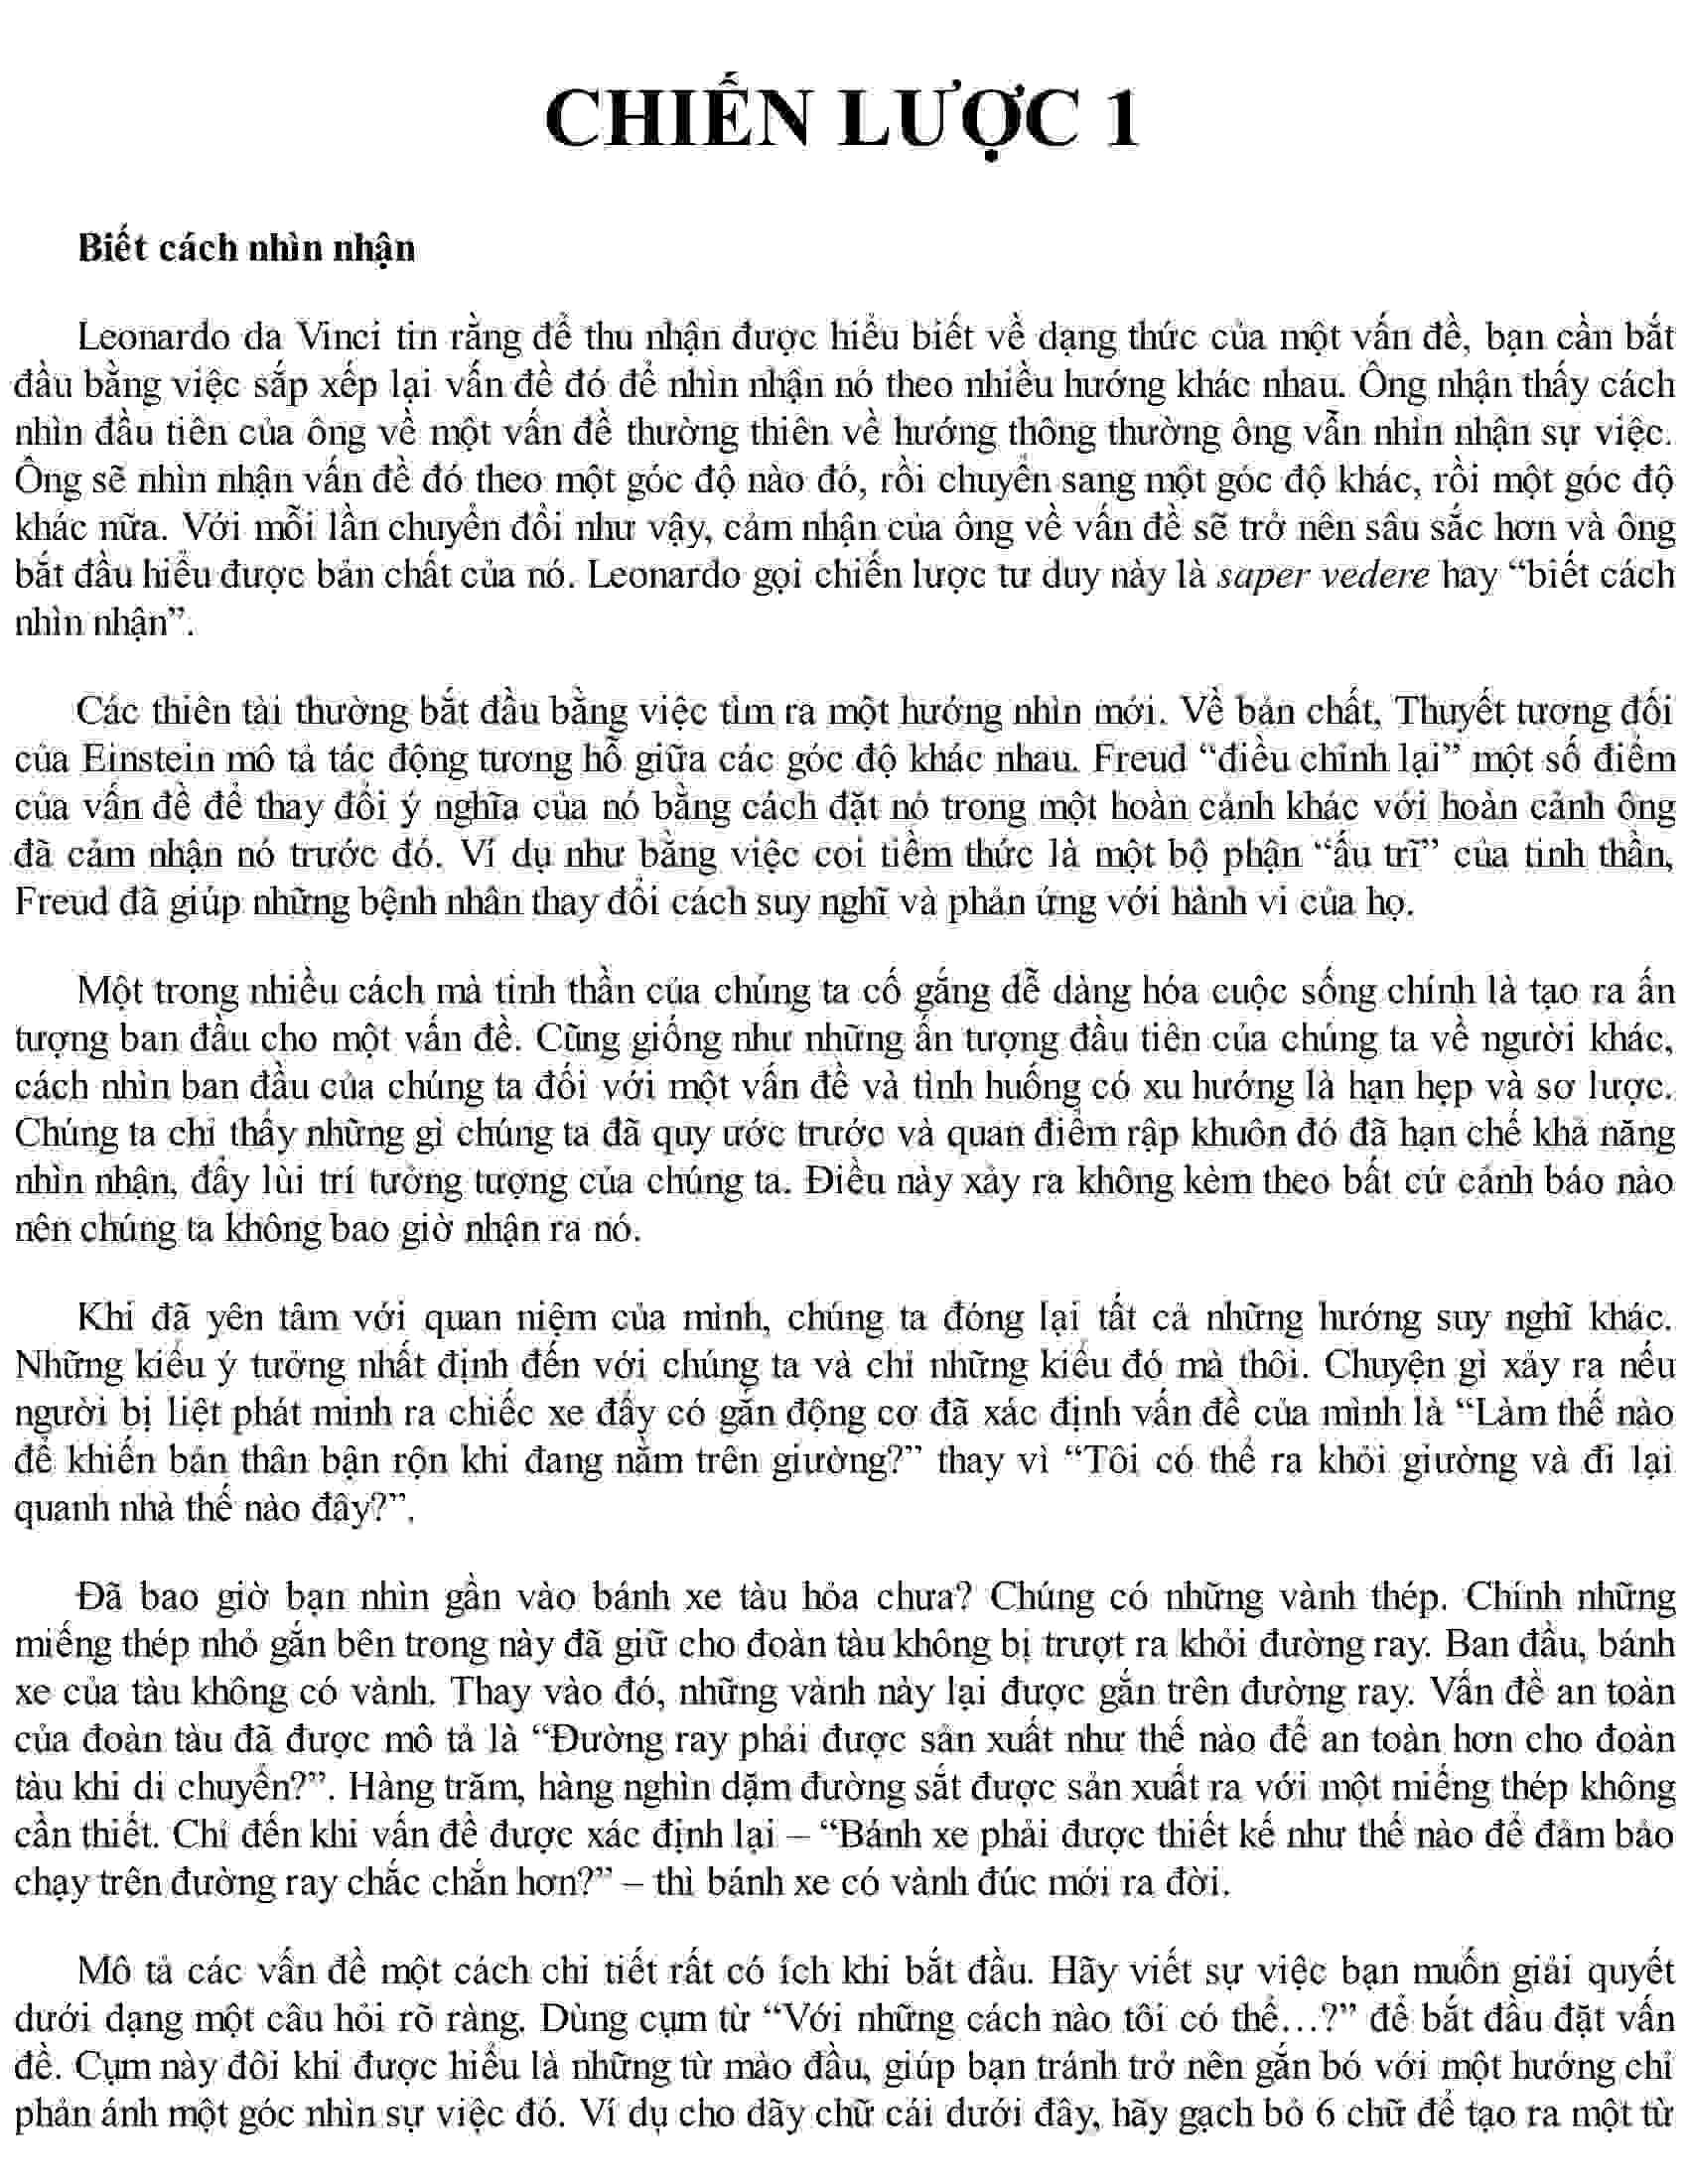 CHIẾN LƯỢC 1
Biết cách nhìn nhận
Leonardo da Vinci tin rằng để thu nhận được hiểu biết về dạng thức của một vấn đề, bạn cần bắt
đầu bằng việc sắp xếp lại vấn đề đó để nhìn nhận nó theo nhiều hướng khác nhau. Ông nhận thấy cách
nhìn đầu tiên của ông về một vấn đề thường thiên về hướng thông thường ông vẫn nhìn nhận sự việc.
Ông sẽ nhìn nhận vấn đề đó theo một góc độ nào đó, rồi chuyển sang một góc độ khác, rồi một góc độ
khác nữa. Với mỗi lần chuyển đổi như vậy, cảm nhận của ông về vấn đề sẽ trở nên sâu sắc hơn và ông
bắt đầu hiểu được bản chất của nó. Leonardo gọi chiến lược tư duy này là saper vedere hay “biết cách
nhìn nhận”.
Các thiên tài thường bắt đầu bằng việc tìm ra một hướng nhìn mới. Về bản chất, Thuyết tương đối
của Einstein mô tả tác động tương hỗ giữa các góc độ khác nhau. Freud “điều chỉnh lại” một số điểm
của vấn đề để thay đổi ý nghĩa của nó bằng cách đặt nó trong một hoàn cảnh khác với hoàn cảnh ông
đã cảm nhận nó trước đó. Ví dụ như bằng việc coi tiềm thức là một bộ phận “ấu trĩ” của tinh thần,
Freud đã giúp những bệnh nhân thay đổi cách suy nghĩ và phản ứng với hành vi của họ.
Một trong nhiều cách mà tinh thần của chúng ta cố gắng dễ dàng hóa cuộc sống chính là tạo ra ấn
tượng ban đầu cho một vấn đề. Cũng giống như những ấn tượng đầu tiên của chúng ta về người khác,
cách nhìn ban đầu của chúng ta đối với một vấn đề và tình huống có xu hướng là hạn hẹp và sơ lược.
Chúng ta chỉ thấy những gì chúng ta đã quy ước trước và quan điểm rập khuôn đó đã hạn chế khả năng
nhìn nhận, đẩy lùi trí tưởng tượng của chúng ta. Điều này xảy ra không kèm theo bất cứ cảnh báo nào
nên chúng ta không bao giờ nhận ra nó.
Khi đã yên tâm với quan niệm của mình, chúng ta đóng lại tất cả những hướng suy nghĩ khác.
Những kiểu ý tưởng nhất định đến với chúng ta và chỉ những kiểu đó mà thôi. Chuyện gì xảy ra nếu
người bị liệt phát minh ra chiếc xe đẩy có gắn động cơ đã xác định vấn đề của mình là “Làm thế nào
để khiến bản thân bận rộn khi đang nằm trên giường?” thay vì “Tôi có thể ra khỏi giường và đi lại
quanh nhà thế nào đây?”.
Đã bao giờ bạn nhìn gần vào bánh xe tàu hỏa chưa? Chúng có những vành thép. Chính những
miếng thép nhỏ gắn bên trong này đã giữ cho đoàn tàu không bị trượt ra khỏi đường ray. Ban đầu, bánh
xe của tàu không có vành. Thay vào đó, những vành này lại được gắn trên đường ray. Vấn đề an toàn
của đoàn tàu đã được mô tả là “Đường ray phải được sản xuất như thế nào để an toàn hơn cho đoàn
tàu khi di chuyển?”. Hàng trăm, hàng nghìn dặm đường sắt được sản xuất ra với một miếng thép không
cần thiết. Chỉ đến khi vấn đề được xác định lại – “Bánh xe phải được thiết kế như thế nào để đảm bảo
chạy trên đường ray chắc chắn hơn?” – thì bánh xe có vành đúc mới ra đời.
Mô tả các vấn đề một cách chi tiết rất có ích khi bắt đầu. Hãy viết sự việc bạn muốn giải quyết
dưới dạng một câu hỏi rõ ràng. Dùng cụm từ “Với những cách nào tôi có thể…?” để bắt đầu đặt vấn
đề. Cụm này đôi khi được hiểu là những từ mào đầu, giúp bạn tránh trở nên gắn bó với một hướng chỉ
phản ánh một góc nhìn sự việc đó. Ví dụ cho dãy chữ cái dưới đây, hãy gạch bỏ 6 chữ để tạo ra một từ